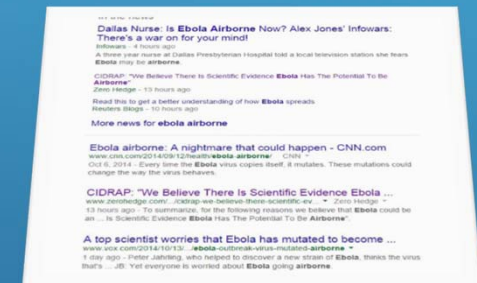 in the news
Dallas Nurse: Is Ebola Airborne Now? Alex Jones' Infowars:
There's a war on for your mind!
Infowars - 4 hours ago
A three year nurse at Dallas Presbyterian Hospital told a local television station she fears
Ebola may be airborne.
CIDRAP: "We Believe There Is Scientific Evidence Ebola Has The Potential To Be
Airborne"
Zero Hedge - 13 hours ago
Read this to get a better understanding of how Ebola spreads
Reuters Blogs - 10 hours ago
More news for ebola airborne
Ebola airborne: A nightmare that could happen - CNN.com
www.cnn.com/2014/09/12/health/ebola-airborne/ CNN
Oct 6, 2014 - Every time the Ebola virus copies itself, it mutates. These mutations could
change the way the virus behaves.
CIDRAP: "We Believe There Is Scientific Evidence Ebola ...
www.zerohedge.com/.../cidrap-we-believe-there-scientific-ev... Zero Hedge
13 hours ago - To summarize, for the following reasons we believe that Ebola could be
an ... Is Scientific Evidence Ebola Has The Potential To Be Airborne".
A top scientist worries that Ebola has mutated to become ...
www.vox.com/2014/10/13/.../ebola-outbreak-virus-mutated-airborne
1 day ago - Peter Jahrling, who helped to discover a new strain of Ebola, thinks the virus
that's ... JB: Yet everyone is worried about Ebola going airborne.